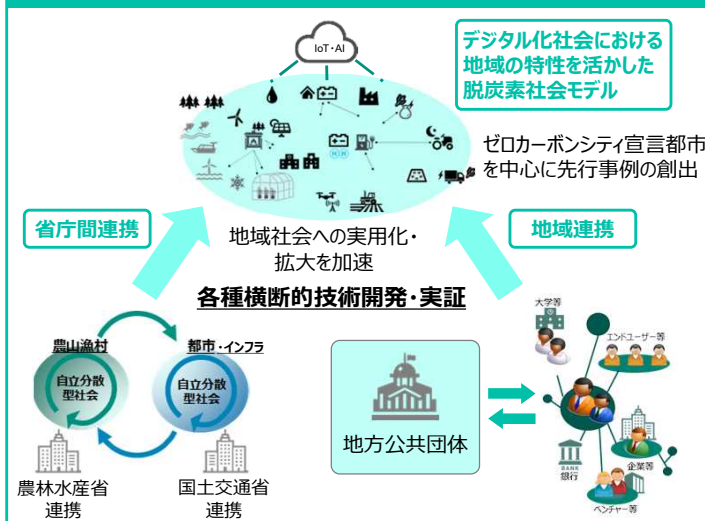 IoT・AI
デジタル化社会における
地域の特性を活かした
脱炭素社会モデル
ゼロカーボンシティ宣言都市
を中心に先行事例の創出
省庁間連携
地域連携
地域社会への実用化・
拡大を加速
各種横断的技術開発・実証
農山漁村
都市・インフラ
自立分散
型社会
自立分散
型社会
農林水産省
連携
国土交通省
連携
地方公共団体
大学等
エンドユーザー等
BANK
銀行
企業等
ベンチャー等